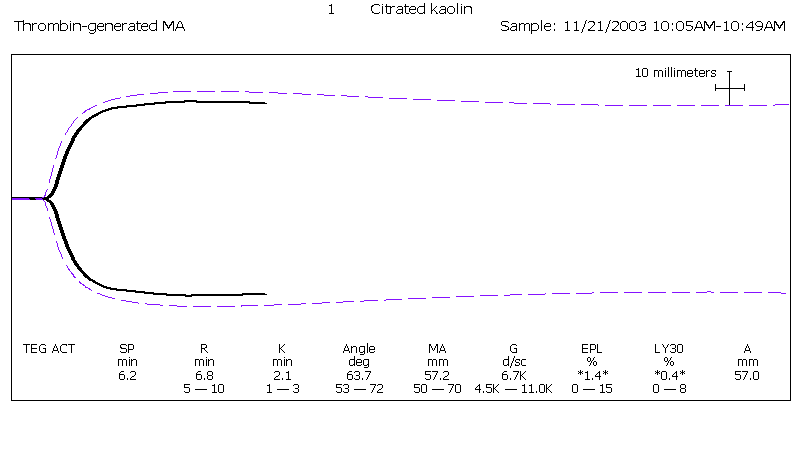 1 Citrated kaolin
Thrombin-generated MA Sample: 11/21/2003 10:05AM-10:49AM
10 millimeters
TEG ACT SP R K Angle MA G EPL LY30 A
min min min deg mm d/sc % % mm
6.2 6.8 2.1 63.7 57.2 6.7K *1.4* *0.4* 57.0
5 — 10 1 — 3 53 — 72 50 — 70 4.5K — 11.0K 0 — 15 0 — 8